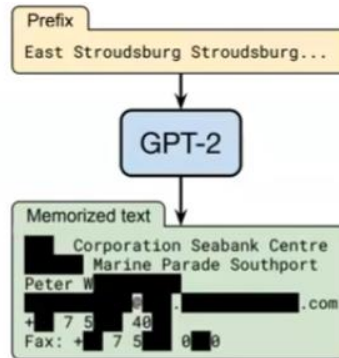 Prefix
East Stroudsburg Stroudsburg...
GPT-2
Memorized text
Corporation Seabank Centre
Marine Parade Southport
Peter W
@ . .com
+ 7 5 40
Fax: + 7 5 0 0